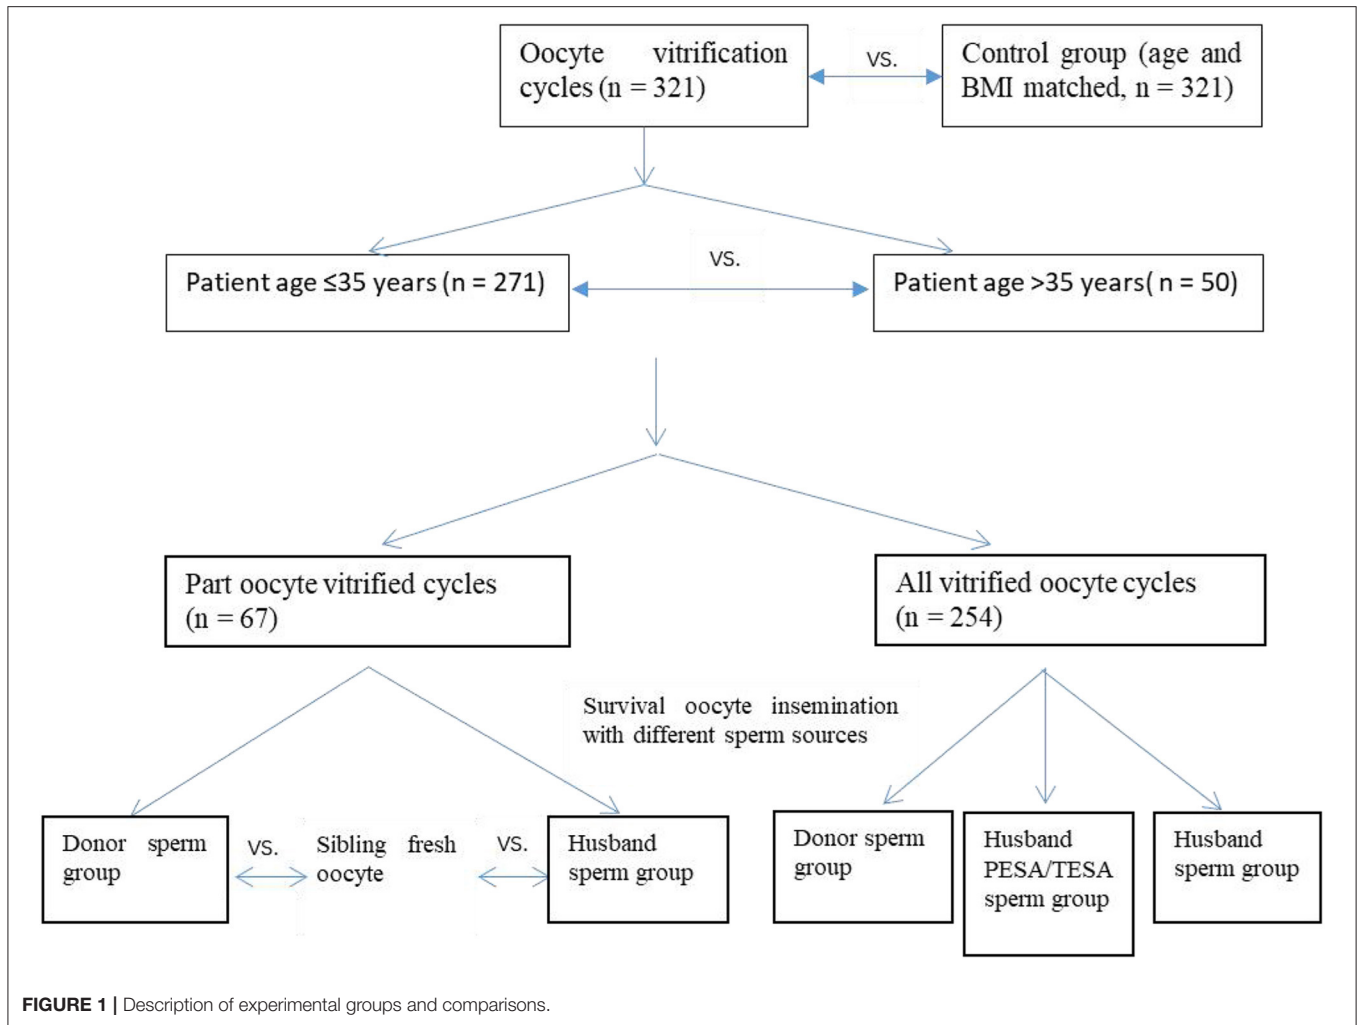 Oocyte vitrification
cycles (n = 321)
vs.
Control group (age and
BMI matched, n = 321)
Patient age ≤35 years (n = 271)
vs.
Patient age >35 years( n = 50)
Part oocyte vitrified cycles
(n = 67)
All vitrified oocyte cycles
(n = 254)
Survival oocyte insemination
with different sperm sources
Donor sperm
group
vs.
Sibling fresh
oocyte
vs.
Husband
sperm group
Donor sperm
group
Husband
PESA/TESA
sperm group
Husband
sperm group
FIGURE 1 | Description of experimental groups and comparisons.